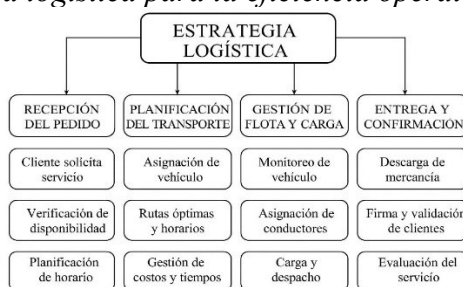 logística para la eficiencia opera
ESTRATEGIA
LOGÍSTICA
RECEPCIÓN
DEL PEDIDO
PLANIFICACIÓN
DEL TRANSPORTE
GESTIÓN DE
FLOTA Y CARGA
ENTREGA Y
CONFIRMACIÓN
Cliente solícita
servicio
Asignación de
vehículo
Monitoreo de
vehículo
Descarga de
mercancía
Verificación de
disponibilidad
Rutas óptimas
y horarios
Asignación de
conductores
Firma y validación
de clientes
Planificación
de horario
Gestión de
costos y tiempos
Carga y
despacho
Evaluación del
servicio